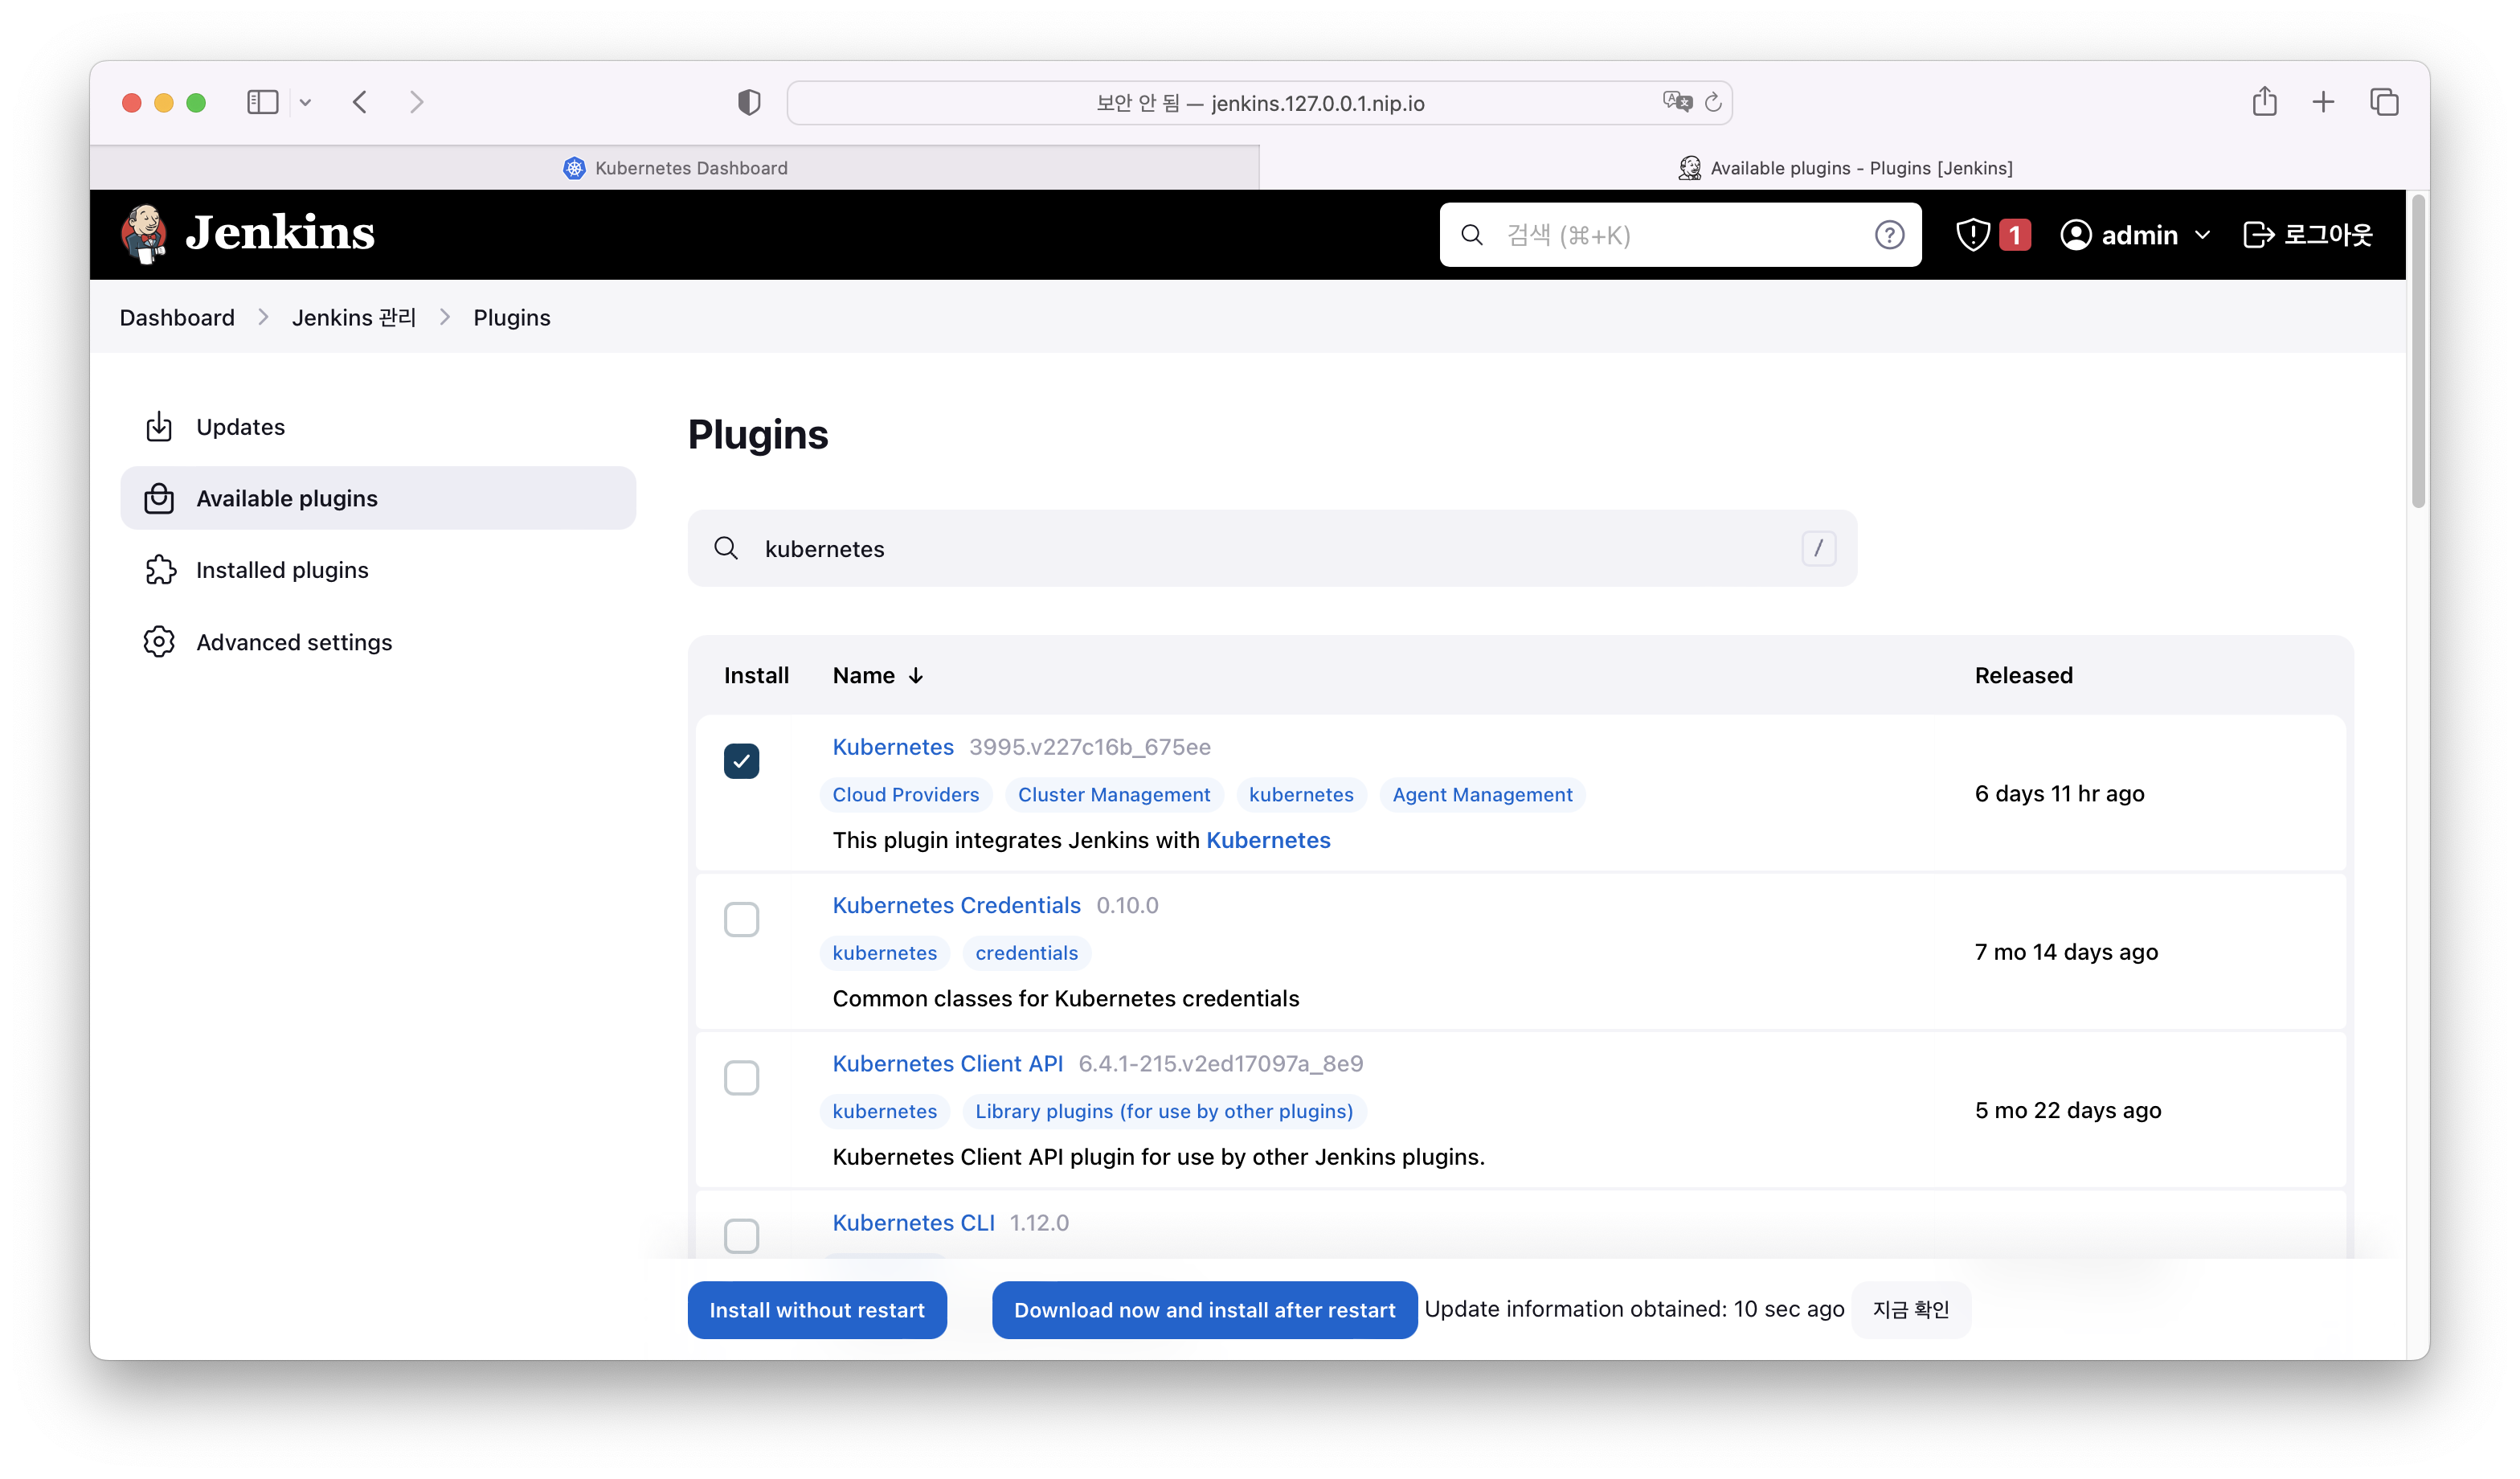 보안 안 됨 — jenkins.127.0.0.1.nip.io
Kubernetes Dashboard
Available plugins - Plugins [Jenkins]
Jenkins
검색 (⌘+K)
1
admin
로그아웃
Dashboard
Jenkins 관리
Plugins
Updates
Available plugins
Installed plugins
Advanced settings
Plugins
kubernetes
/
Install Name ↓ Released
Kubernetes 3995.v227c16b_675ee
Cloud Providers Cluster Management kubernetes Agent Management
6 days 11 hr ago
This plugin integrates Jenkins with Kubernetes
Kubernetes Credentials 0.10.0
kubernetes credentials
7 mo 14 days ago
Common classes for Kubernetes credentials
Kubernetes Client API 6.4.1-215.v2ed17097a_8e9
kubernetes Library plugins (for use by other plugins)
5 mo 22 days ago
Kubernetes Client API plugin for use by other Jenkins plugins.
Kubernetes CLI 1.12.0
Install without restart
Download now and install after restart
Update information obtained: 10 sec ago
지금 확인